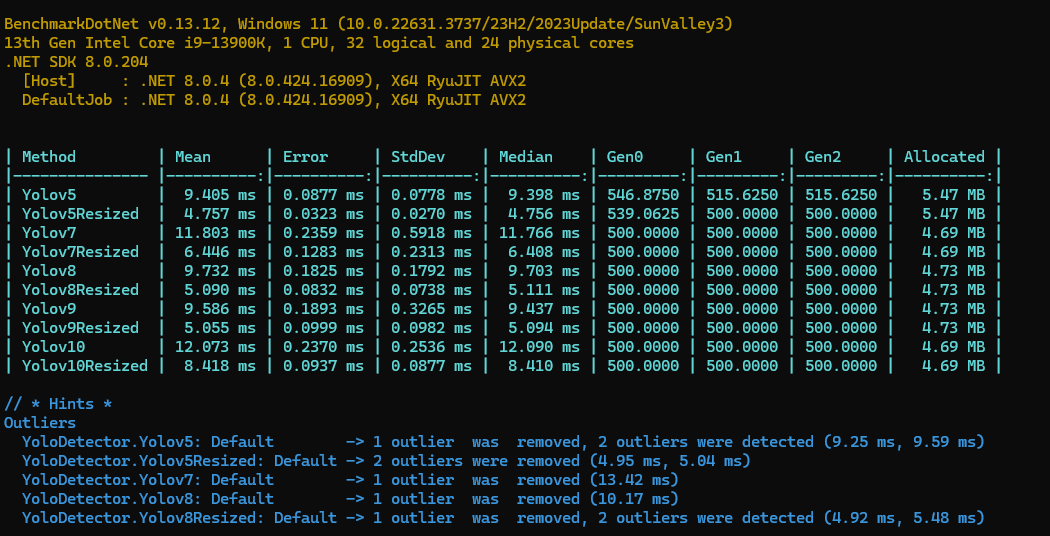 BenchmarkDotNet v0.13.12, Windows 11 (10.0.22631.3737/23H2/2023Update/SunValley3)
13th Gen Intel Core i9-13900K, 1 CPU, 32 logical and 24 physical cores
.NET SDK 8.0.204
  [Host]     : .NET 8.0.4 (8.0.424.16909), X64 RyuJIT AVX2
  DefaultJob : .NET 8.0.4 (8.0.424.16909), X64 RyuJIT AVX2
| Method         | Mean      | Error     | StdDev    | Median    | Gen0     | Gen1     | Gen2     | Allocated |
|--------------- |----------:|----------:|----------:|----------:|---------:|---------:|---------:|----------:|
| Yolov5         |  9.405 ms | 0.0877 ms | 0.0778 ms |  9.398 ms | 546.8750 | 515.6250 | 515.6250 |   5.47 MB |
| Yolov5Resized  |  4.757 ms | 0.0323 ms | 0.0270 ms |  4.756 ms | 539.0625 | 500.0000 | 500.0000 |   5.47 MB |
| Yolov7         | 11.803 ms | 0.2359 ms | 0.5918 ms | 11.766 ms | 500.0000 | 500.0000 | 500.0000 |   4.69 MB |
| Yolov7Resized  |  6.446 ms | 0.1283 ms | 0.2313 ms |  6.408 ms | 500.0000 | 500.0000 | 500.0000 |   4.69 MB |
| Yolov8         |  9.732 ms | 0.1825 ms | 0.1792 ms |  9.703 ms | 500.0000 | 500.0000 | 500.0000 |   4.73 MB |
| Yolov8Resized  |  5.090 ms | 0.0832 ms | 0.0738 ms |  5.111 ms | 500.0000 | 500.0000 | 500.0000 |   4.73 MB |
| Yolov9         |  9.586 ms | 0.1893 ms | 0.3265 ms |  9.437 ms | 500.0000 | 500.0000 | 500.0000 |   4.73 MB |
| Yolov9Resized  |  5.055 ms | 0.0999 ms | 0.0982 ms |  5.094 ms | 500.0000 | 500.0000 | 500.0000 |   4.73 MB |
| Yolov10        | 12.073 ms | 0.2370 ms | 0.2536 ms | 12.090 ms | 500.0000 | 500.0000 | 500.0000 |   4.69 MB |
| Yolov10Resized |  8.418 ms | 0.0937 ms | 0.0877 ms |  8.410 ms | 500.0000 | 500.0000 | 500.0000 |   4.69 MB |
// * Hints *
Outliers
  YoloDetector.Yolov5: Default        -> 1 outlier  was  removed, 2 outliers were detected (9.25 ms, 9.59 ms)
  YoloDetector.Yolov5Resized: Default -> 2 outliers were removed (4.95 ms, 5.04 ms)
  YoloDetector.Yolov7: Default        -> 1 outlier  was  removed (13.42 ms)
  YoloDetector.Yolov8: Default        -> 1 outlier  was  removed (10.17 ms)
  YoloDetector.Yolov8Resized: Default -> 1 outlier  was  removed, 2 outliers were detected (4.92 ms, 5.48 ms)